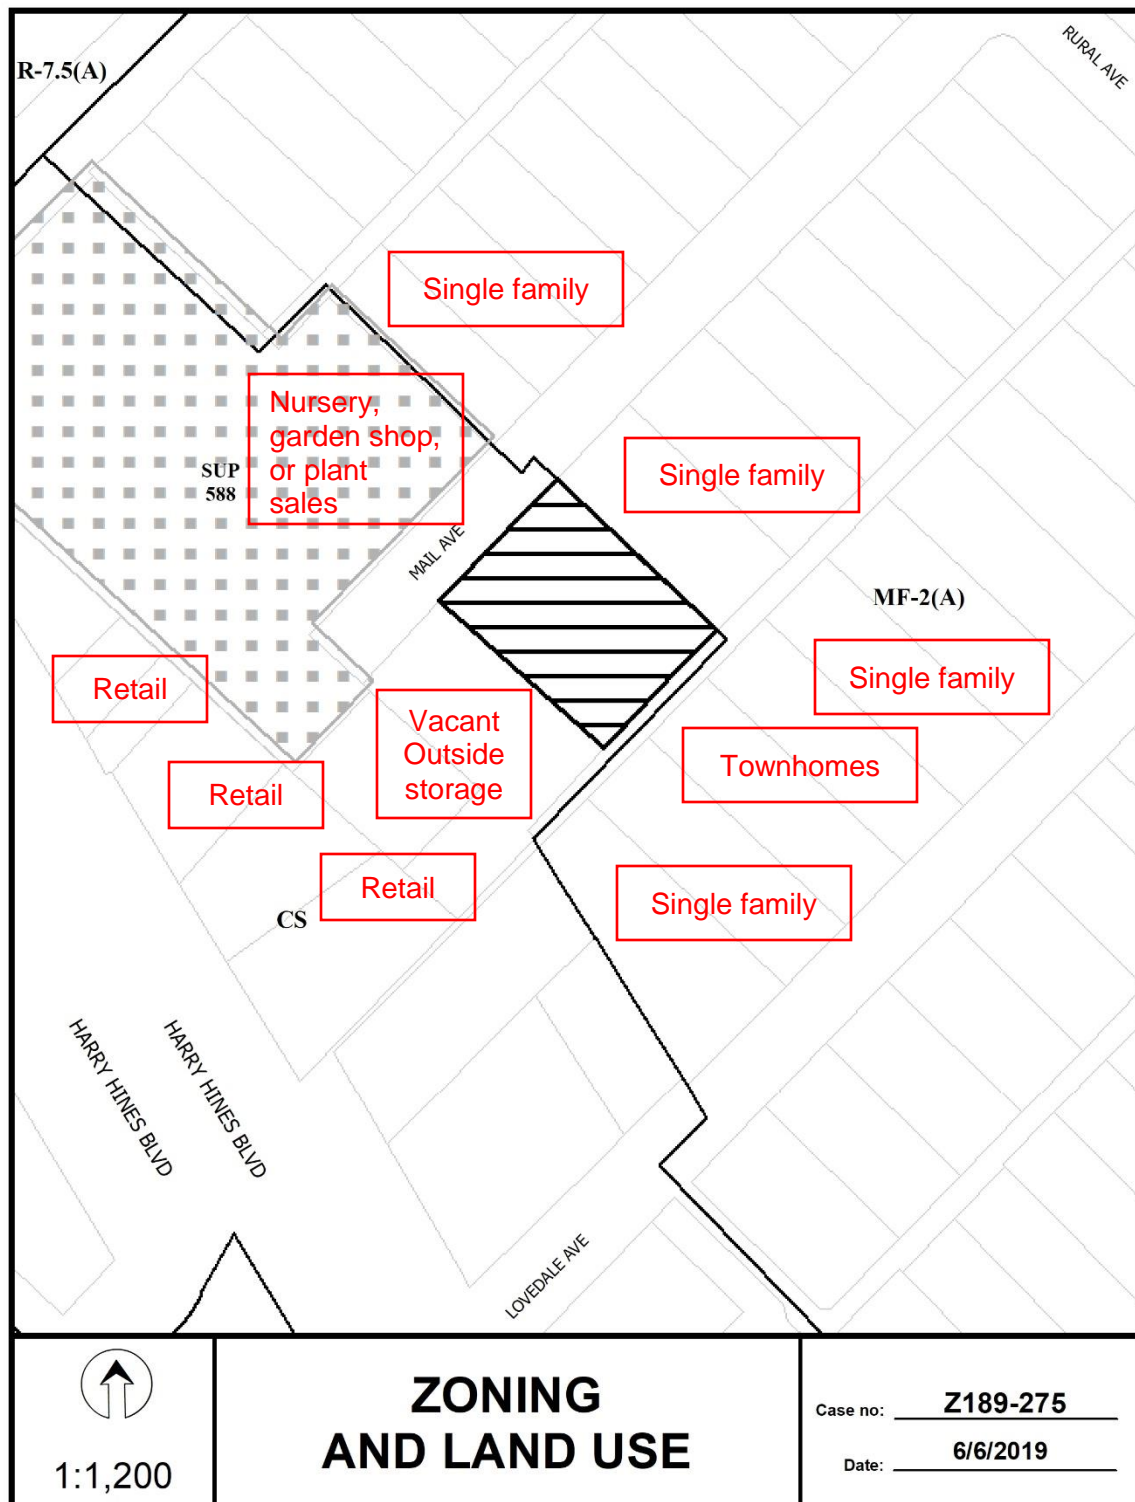 RURAL AVE
R-7.5(A)
Single family
Nursery,
garden shop,
or plant
sales
SUP
588
Single family
MAIL AVE
MF-2(A)
Single family
Retail
Vacant
Outside
storage
Townhomes
Retail
Retail
Single family
CS
HARRY HINES BLVD
HARRY HINES BLVD
LOVEDALE AVE
1:1,200
ZONING
AND LAND USE
Case no: Z189-275
Date: 6/6/2019